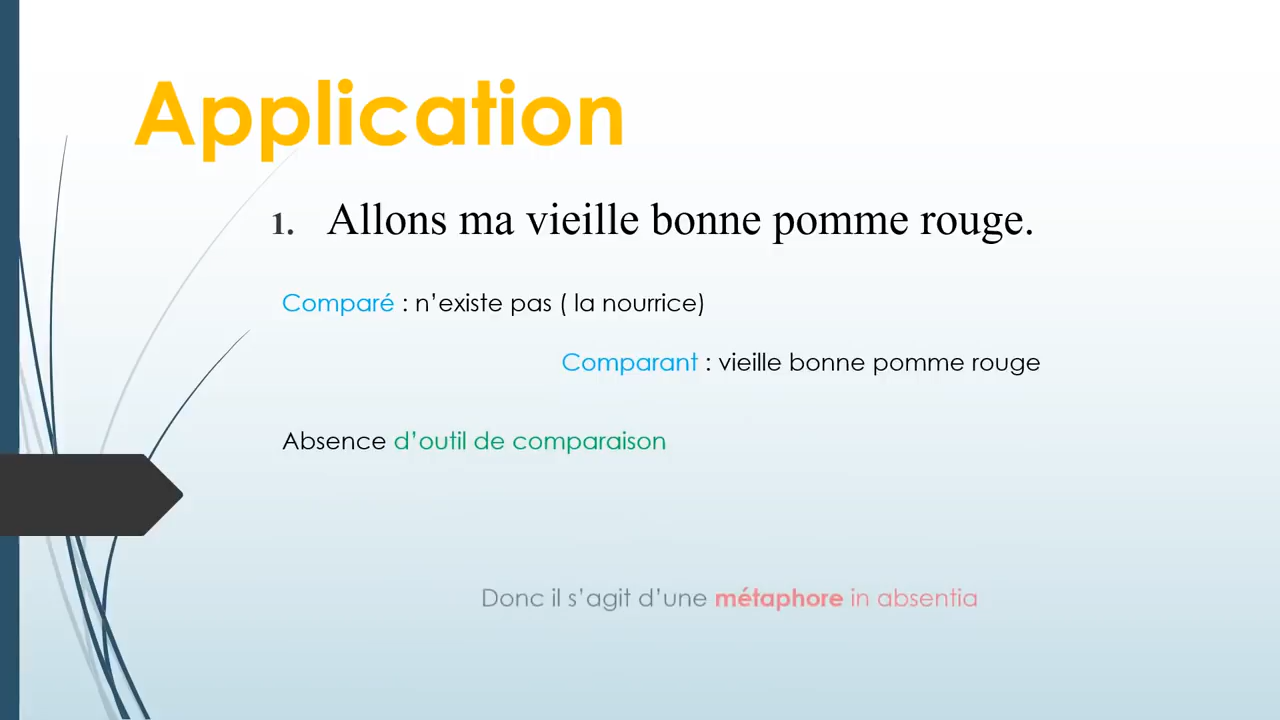 Application
1. Allons ma vieille bonne pomme rouge.
Comparé : n’existe pas ( la nourrice)
Comparant : vieille bonne pomme rouge
Absence d’outil de comparaison
Donc il s’agit d’une métaphore in absentia